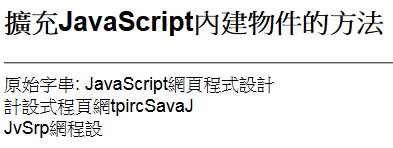 擴充JavaScript內建物件的方法
原始字串: JavaScript網頁程式設計
計設式程頁網tpircSavaJ
JvSrp網程設